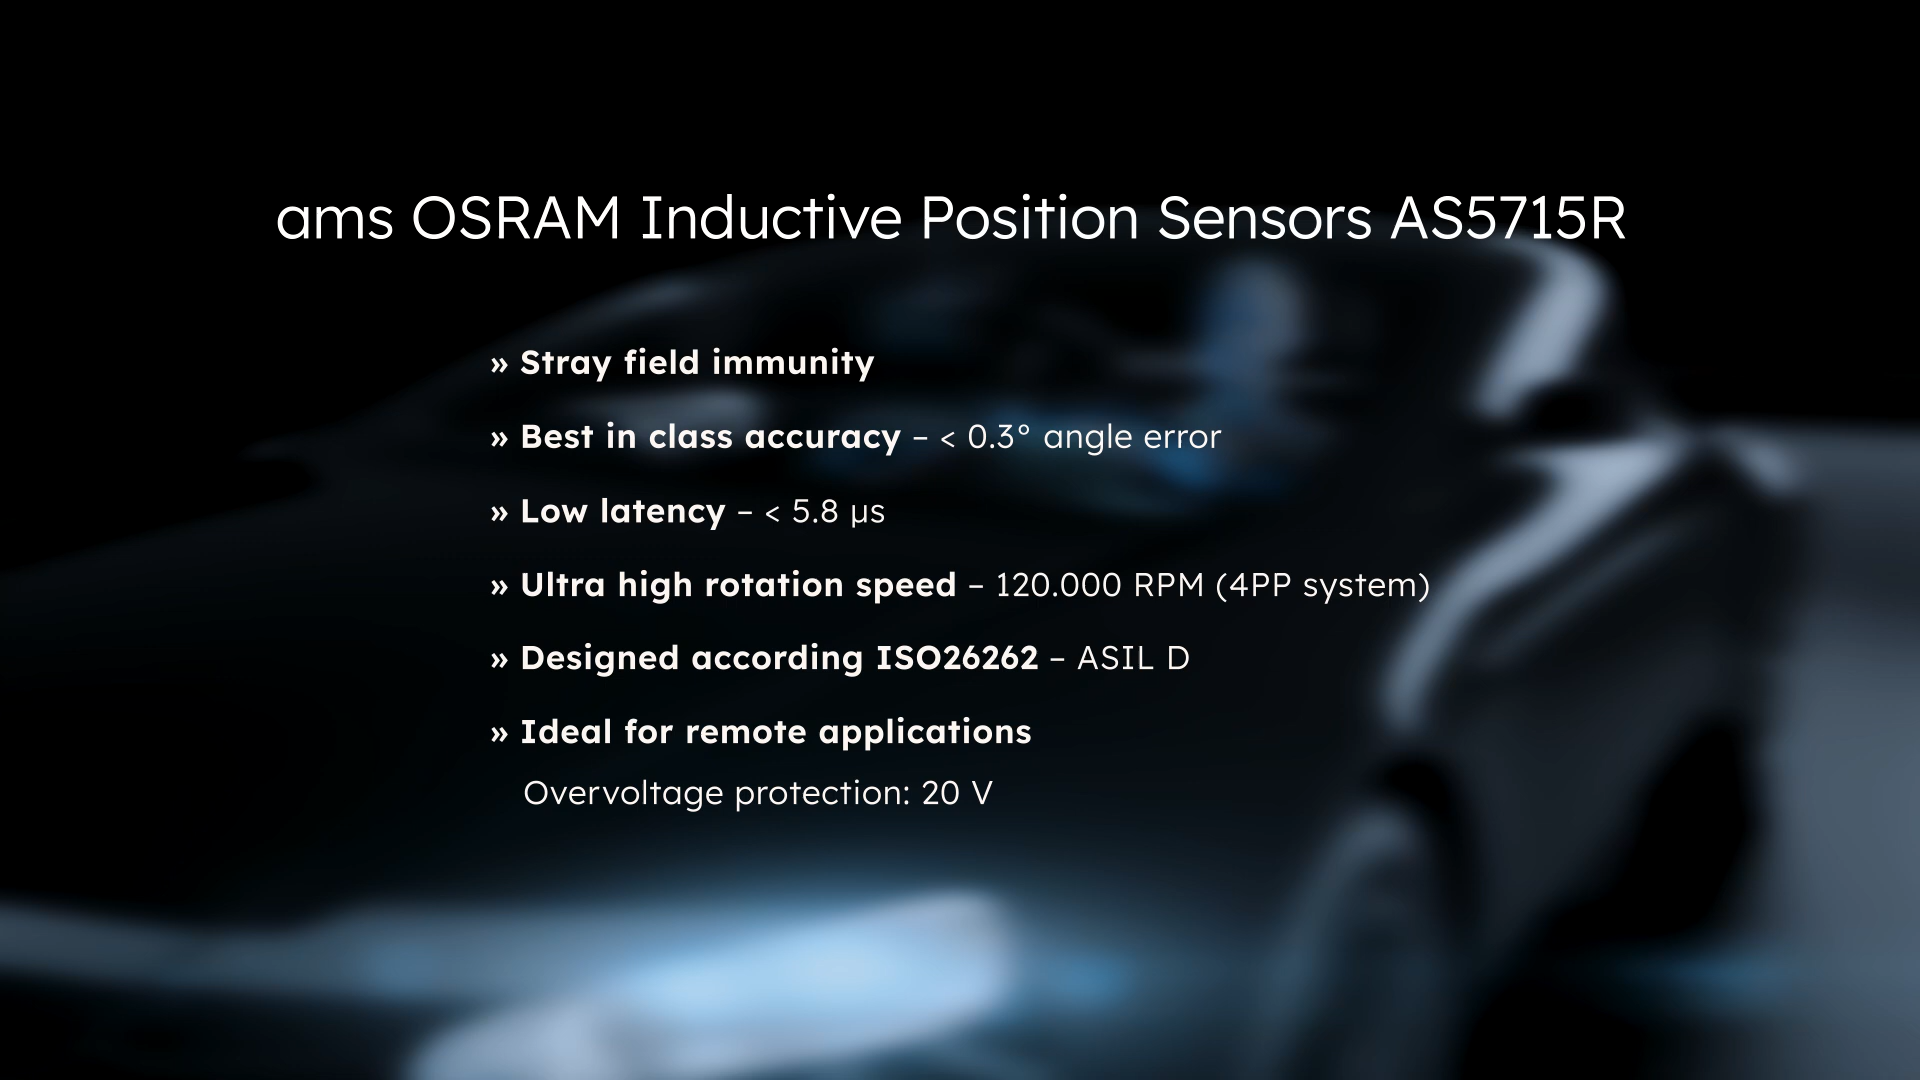 ams OSRAM Inductive Position Sensors AS5715R
» Stray field immunity
» Best in class accuracy – < 0.3° angle error
» Low latency – < 5.8 µs
» Ultra high rotation speed – 120.000 RPM (4PP system)
» Designed according ISO26262 – ASIL D
» Ideal for remote applications
Overvoltage protection: 20 V